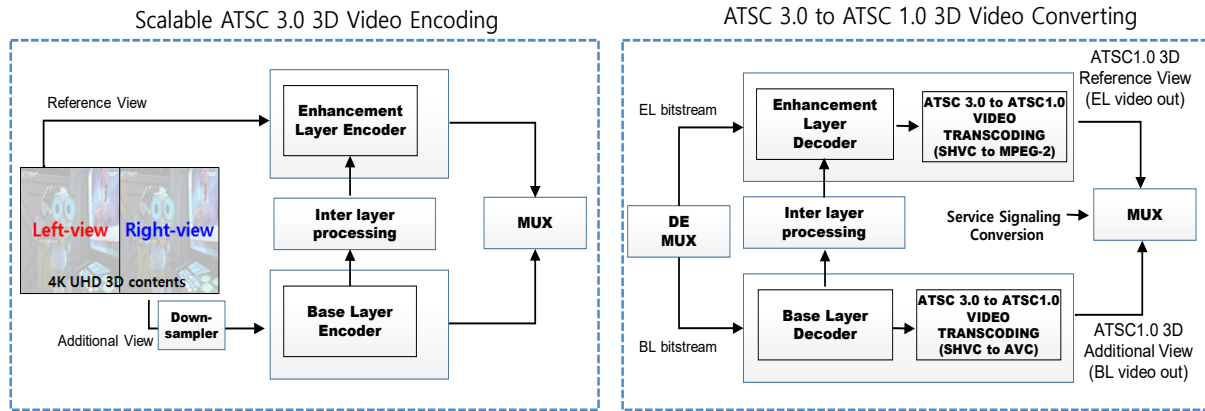 Scalable ATSC 3.0 3D Video Encoding
Reference View
Enhancement
Layer Encoder
Left-view
Right-view
4K UHD 3D contents
Inter layer
processing
MUX
Down-
sampler
Additional View
Base Layer
Encoder
ATSC 3.0 to ATSC 1.0 3D Video Converting
EL bitstream
Enhancement
Layer
Decoder
ATSC 3.0 to ATSC1.0
VIDEO
TRANSCODING
(SHVC to MPEG-2)
ATSC1.0 3D
Reference View
(EL video out)
DE
MUX
Inter layer
processing
Service Signaling
Conversion
MUX
BL bitstream
Base Layer
Decoder
ATSC 3.0 to ATSC1.0
VIDEO
TRANSCODING
(SHVC to AVC)
ATSC1.0 3D
Additional View
(BL video out)